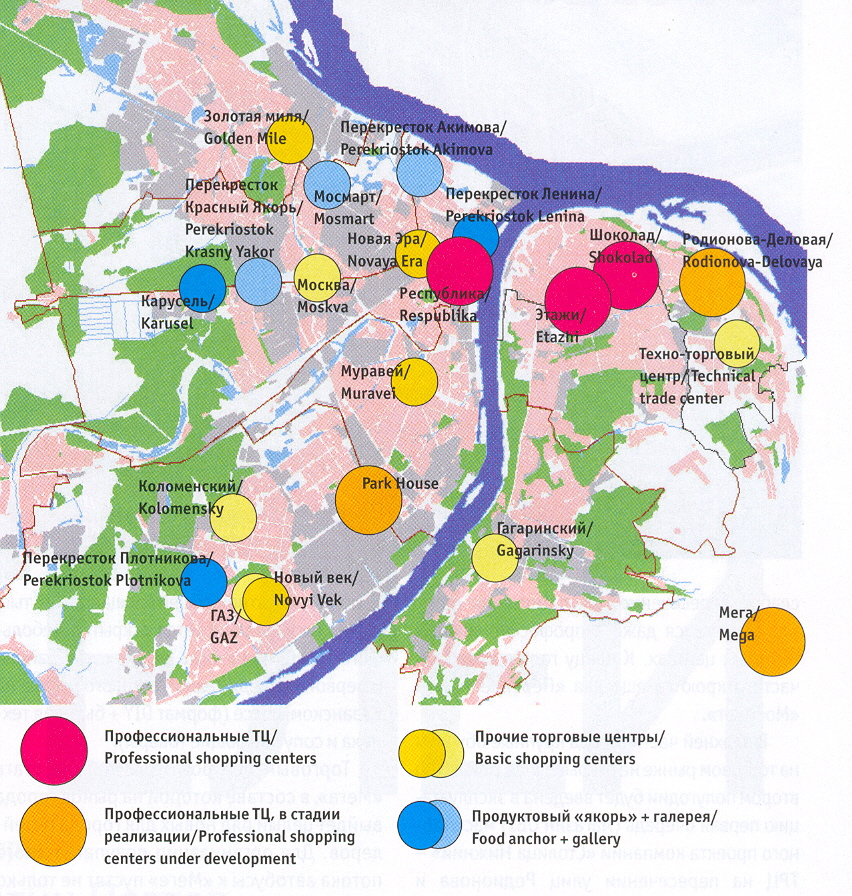 Золотая миля/
Golden Mile
Перекресток Акимова/
Perekriostok Akimova
Перекресток
Красный Якорь/
Perekriostok
Krasny Yakor
Мосмарт/
Mosmart
Перекресток Ленина/
Perekriostok Lenina
Новая Эра/
Novaya Era
Шоколад/
Shokolad
Родионова-Деловая/
Rodionova-Delovaya
Карусель/
Karusel
Москва/
Moskva
Республика/
Respublika
Этажи/
Etazhi
Техно-торговый
центр/Technical
trade center
Муравей/
Muravei
Коломенский/
Kolomensky
Park House
Гагаринский/
Gagarinsky
Перекресток Плотникова/
Perekriostok Plotnikova
Новый век/
Novyi Vek
ГАЗ/
GAZ
Мега/
Mega
Профессиональные ТЦ/
Professional shopping
centers
Прочие торговые центры/
Basic shopping centers
Профессиональные ТЦ, в стадии
реализации/Professional shopping
centers under development
Продуктовый «якорь» + галерея/
Food anchor + gallery